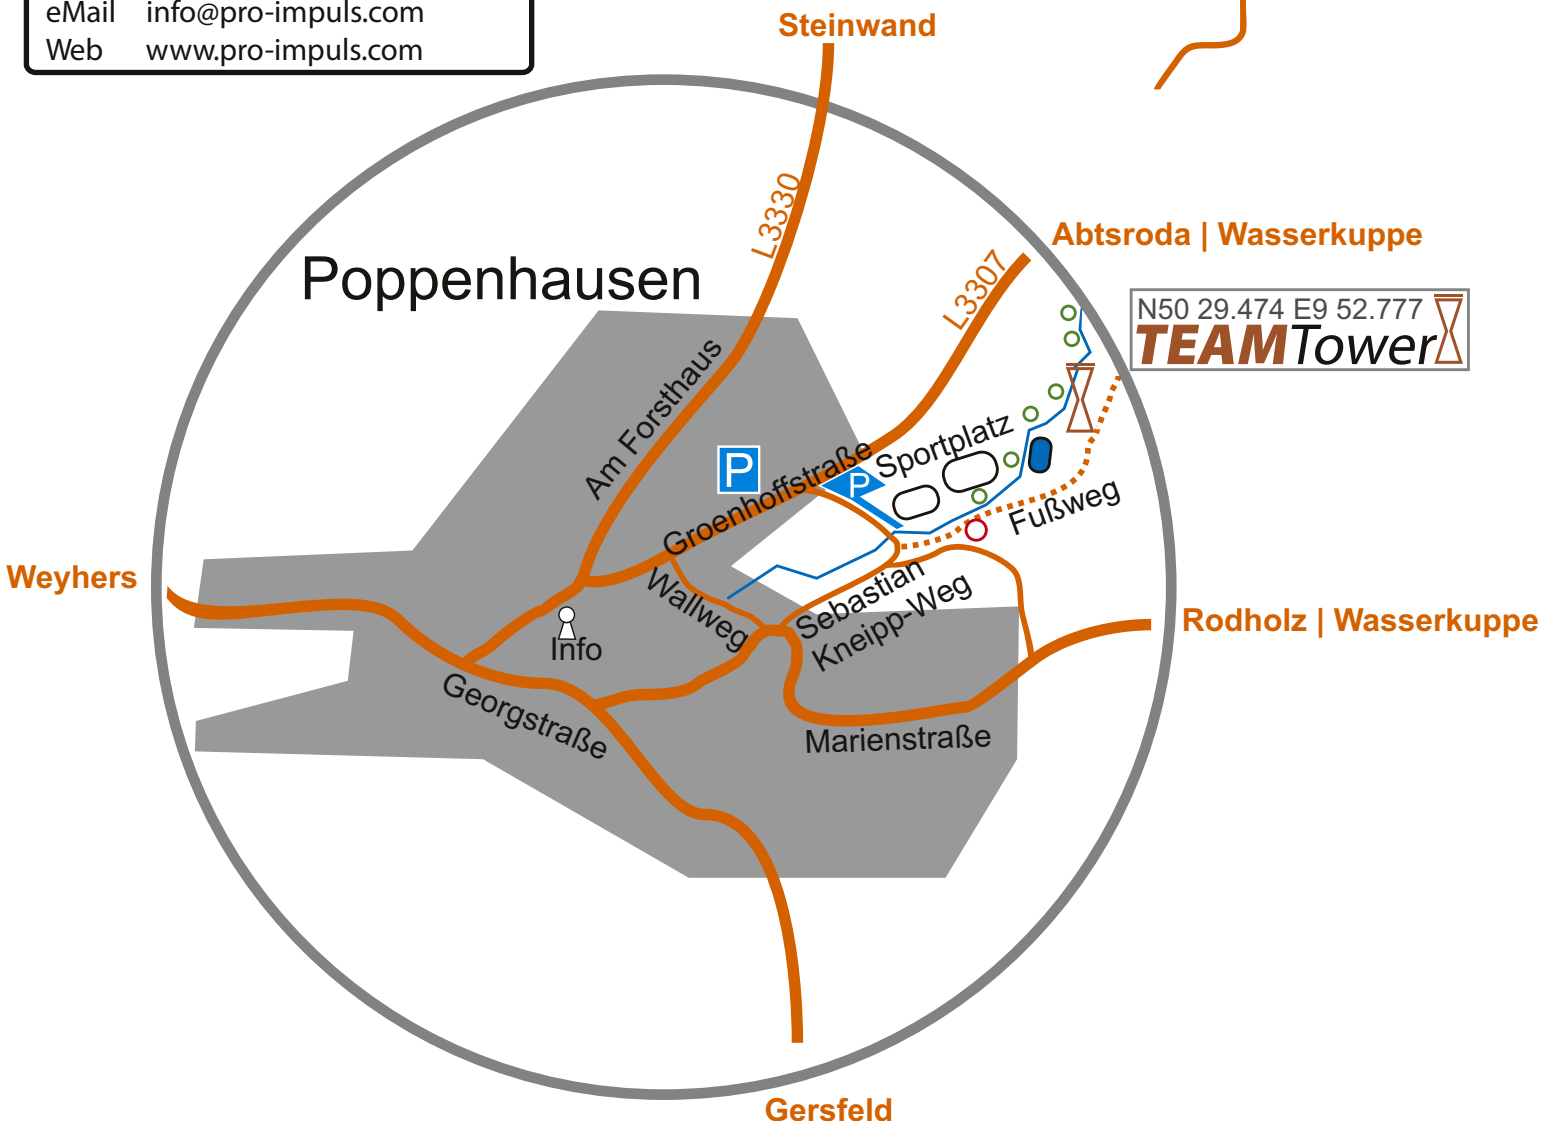 eMail info@pro-impuls.com
Web www.pro-impuls.com
Steinwand
L3330
Abtsroda | Wasserkuppe
L3307
Poppenhausen
N50 29.474 E9 52.777
TEAMTower
Am Forsthaus
Sportplatz
P
P
Groenhoffstraße
Fußweg
Weyhers
Wallweg
Sebastian
Kneipp-Weg
Rodholz | Wasserkuppe
Info
Georgstraße
Marienstraße
Gersfeld